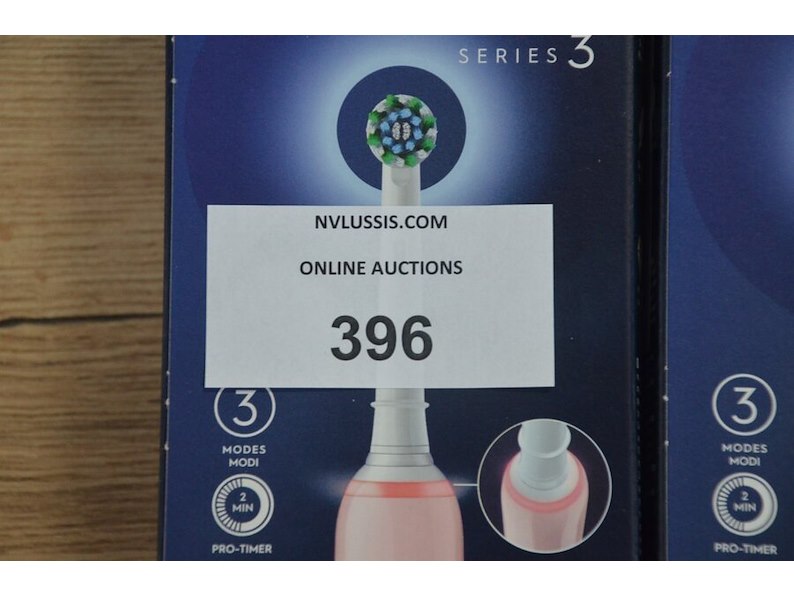 SERIES 3
NVLUSSIS.COM
ONLINE AUCTIONS
396
3
MODES
MODI
2
MIN
PRO-TIMER
3
MODES
MODI
2
MIN
PRO-TIMER